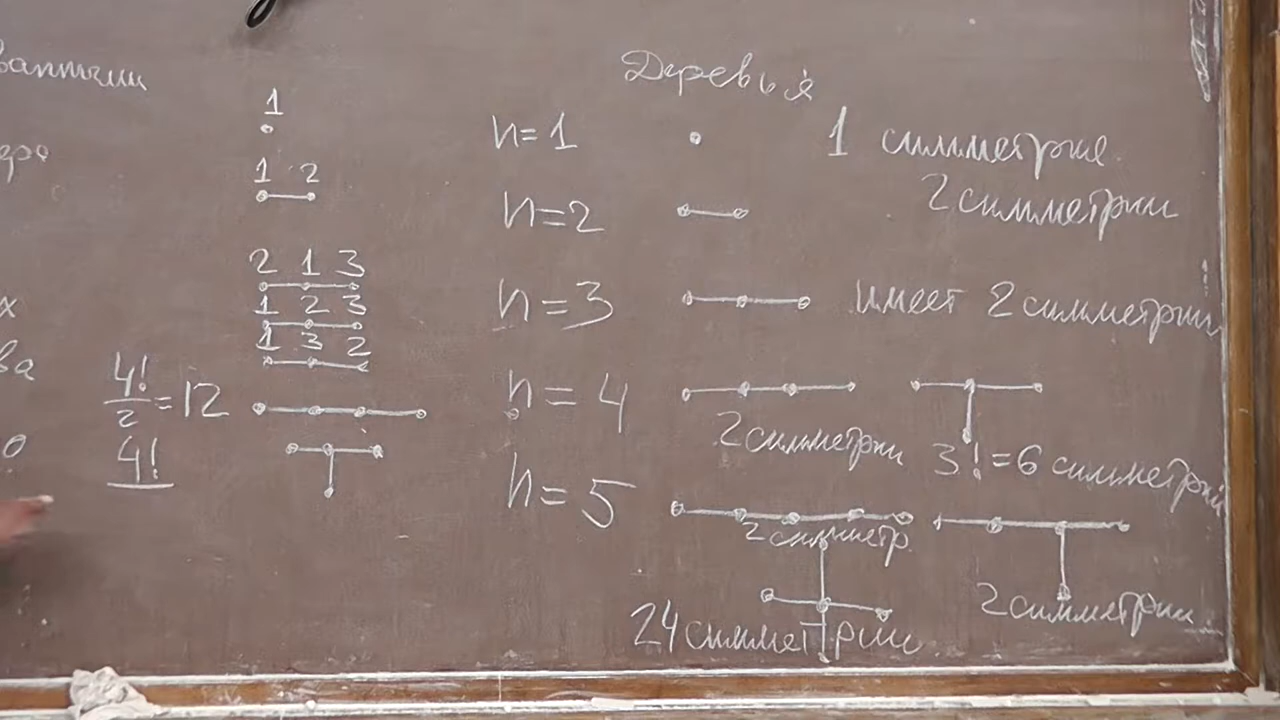 Деревья
1
n=1
1 симметрие
1 2
n=2
2 симметрии
2 1 3
1 2 3
n=3
имеет 2 симметрии
1 3 2
4!/2=12
n=4
2 симметрии
3!=6 симметрий
4!
n=5
2 симметр.
2 симметрии
24 симметрии